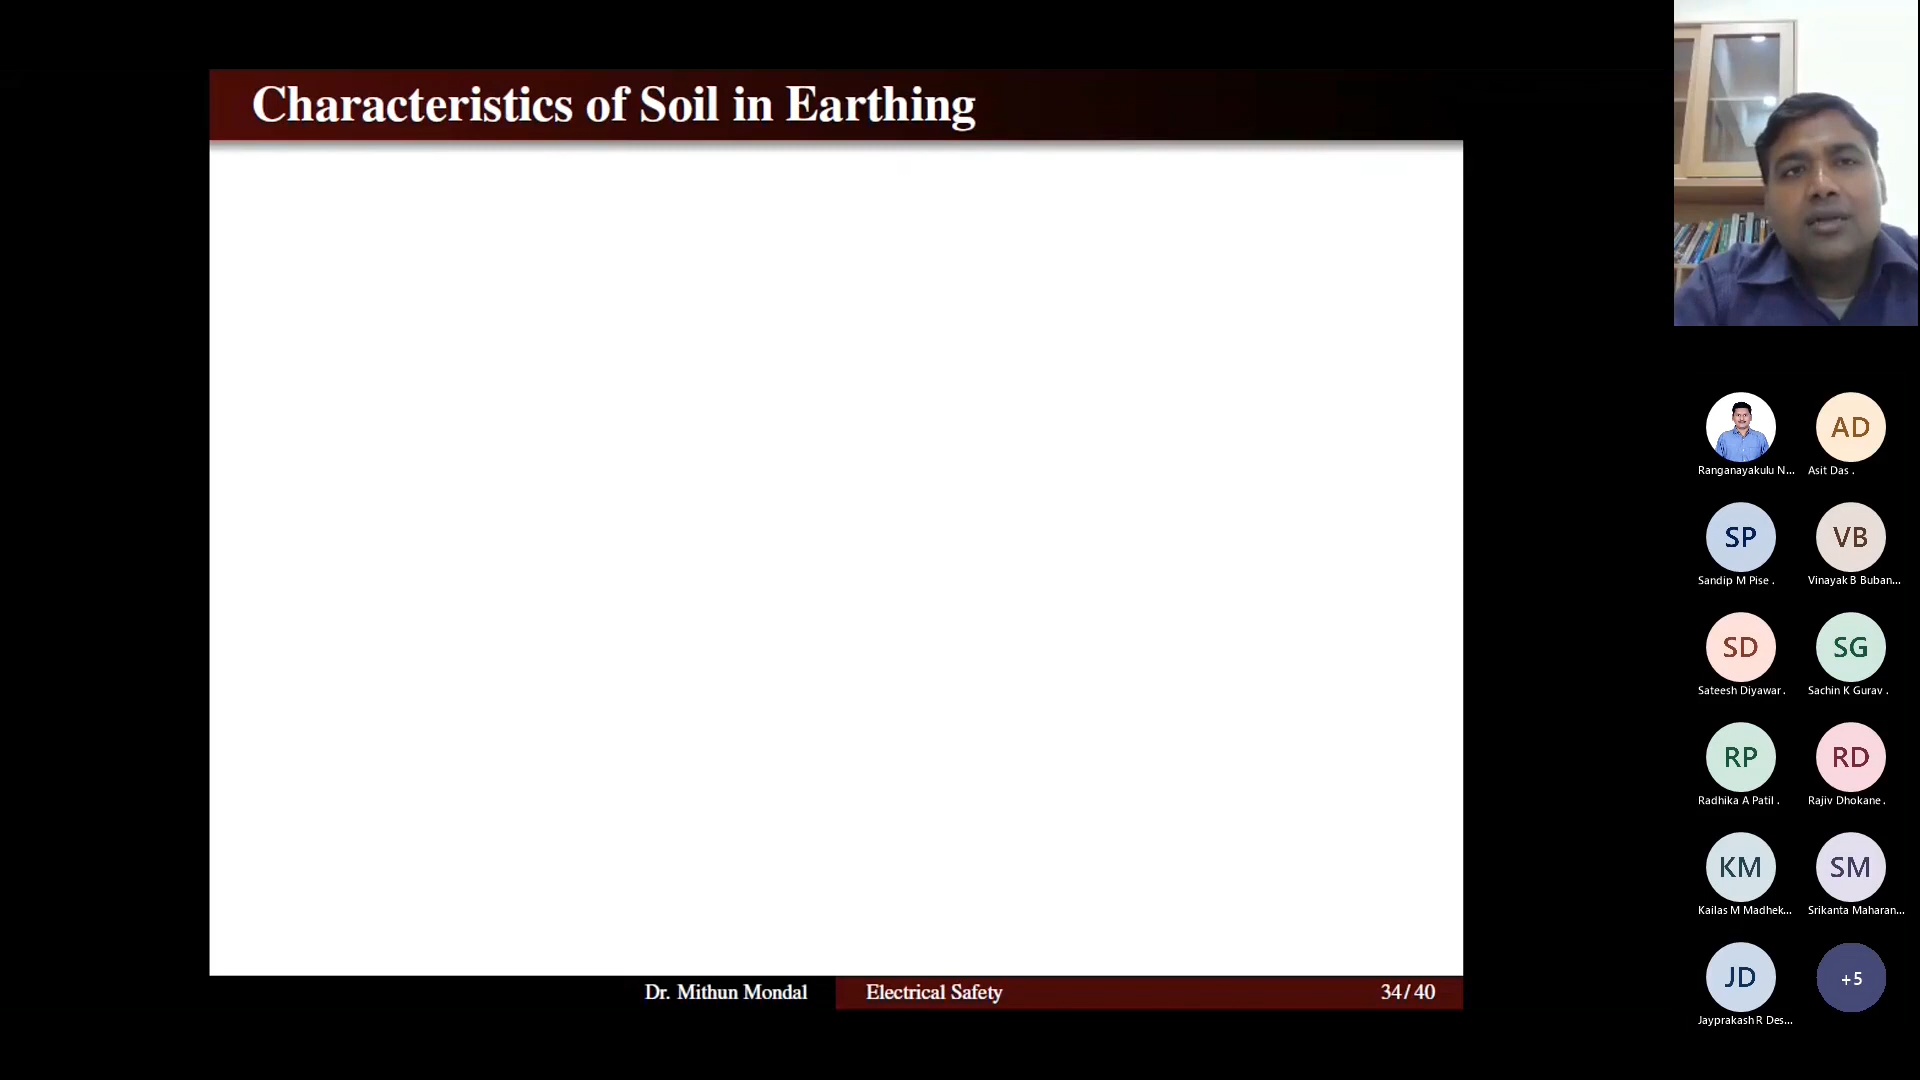 Characteristics of Soil in Earthing
Dr. Mithun Mondal
Electrical Safety
34/40
Ranganayakulu N...
AD
Asit Das .
SP
Sandip M Pise .
VB
Vinayak B Buban...
SD
Sateesh Diyawar .
SG
Sachin K Gurav .
RP
Radhika A Patil .
RD
Rajiv Dhokane .
KM
Kailas M Madhek...
SM
Srikanta Maharan...
JD
Jayprakash R Des...
+5